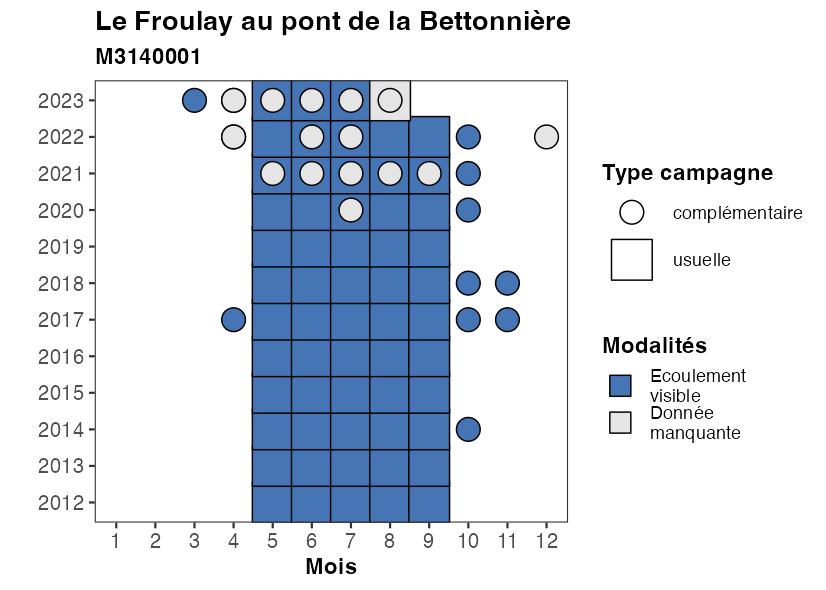 Le Froulay au pont de la Bettonnière
M3140001
2023
2022
2021
2020
2019
2018
2017
2016
2015
2014
2013
2012
1 2 3 4 5 6 7 8 9 10 11 12
Mois
Type campagne
complémentaire
usuelle
Modalités
Ecoulement
visible
Donnée
manquante